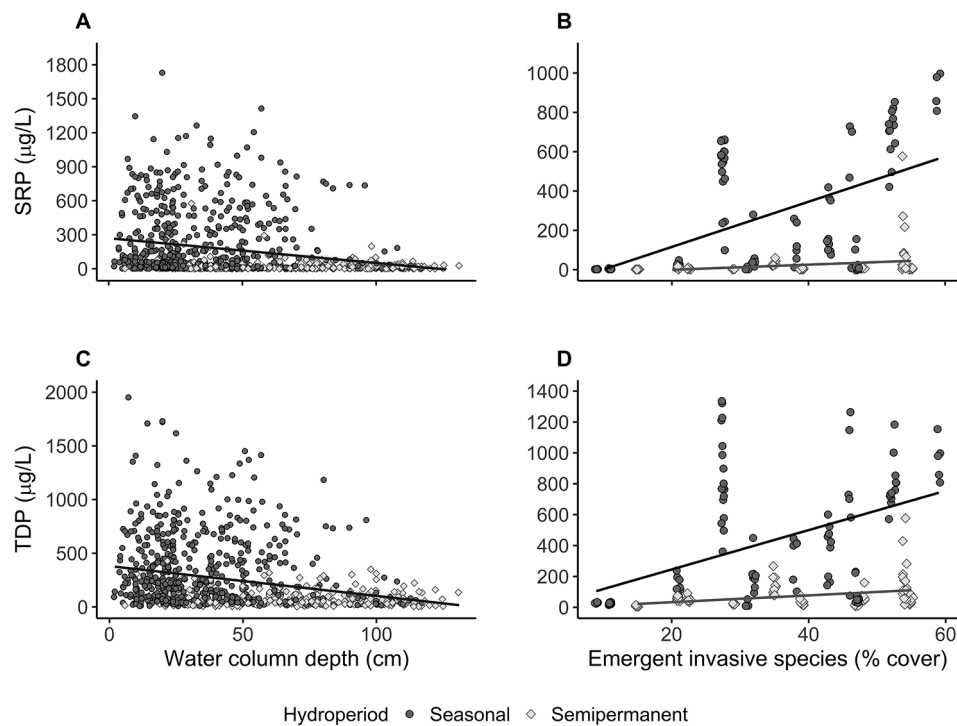 A
B
SRP (µg/L)
1800
1500
1200
900
600
300
0
1000
800
600
400
200
0
C
D
TDP (µg/L)
2000
1500
1000
500
0
1400
1200
1000
800
600
400
200
0
0 50 100
20 40 60
Water column depth (cm)
Emergent invasive species (% cover)
Hydroperiod Seasonal Semipermanent